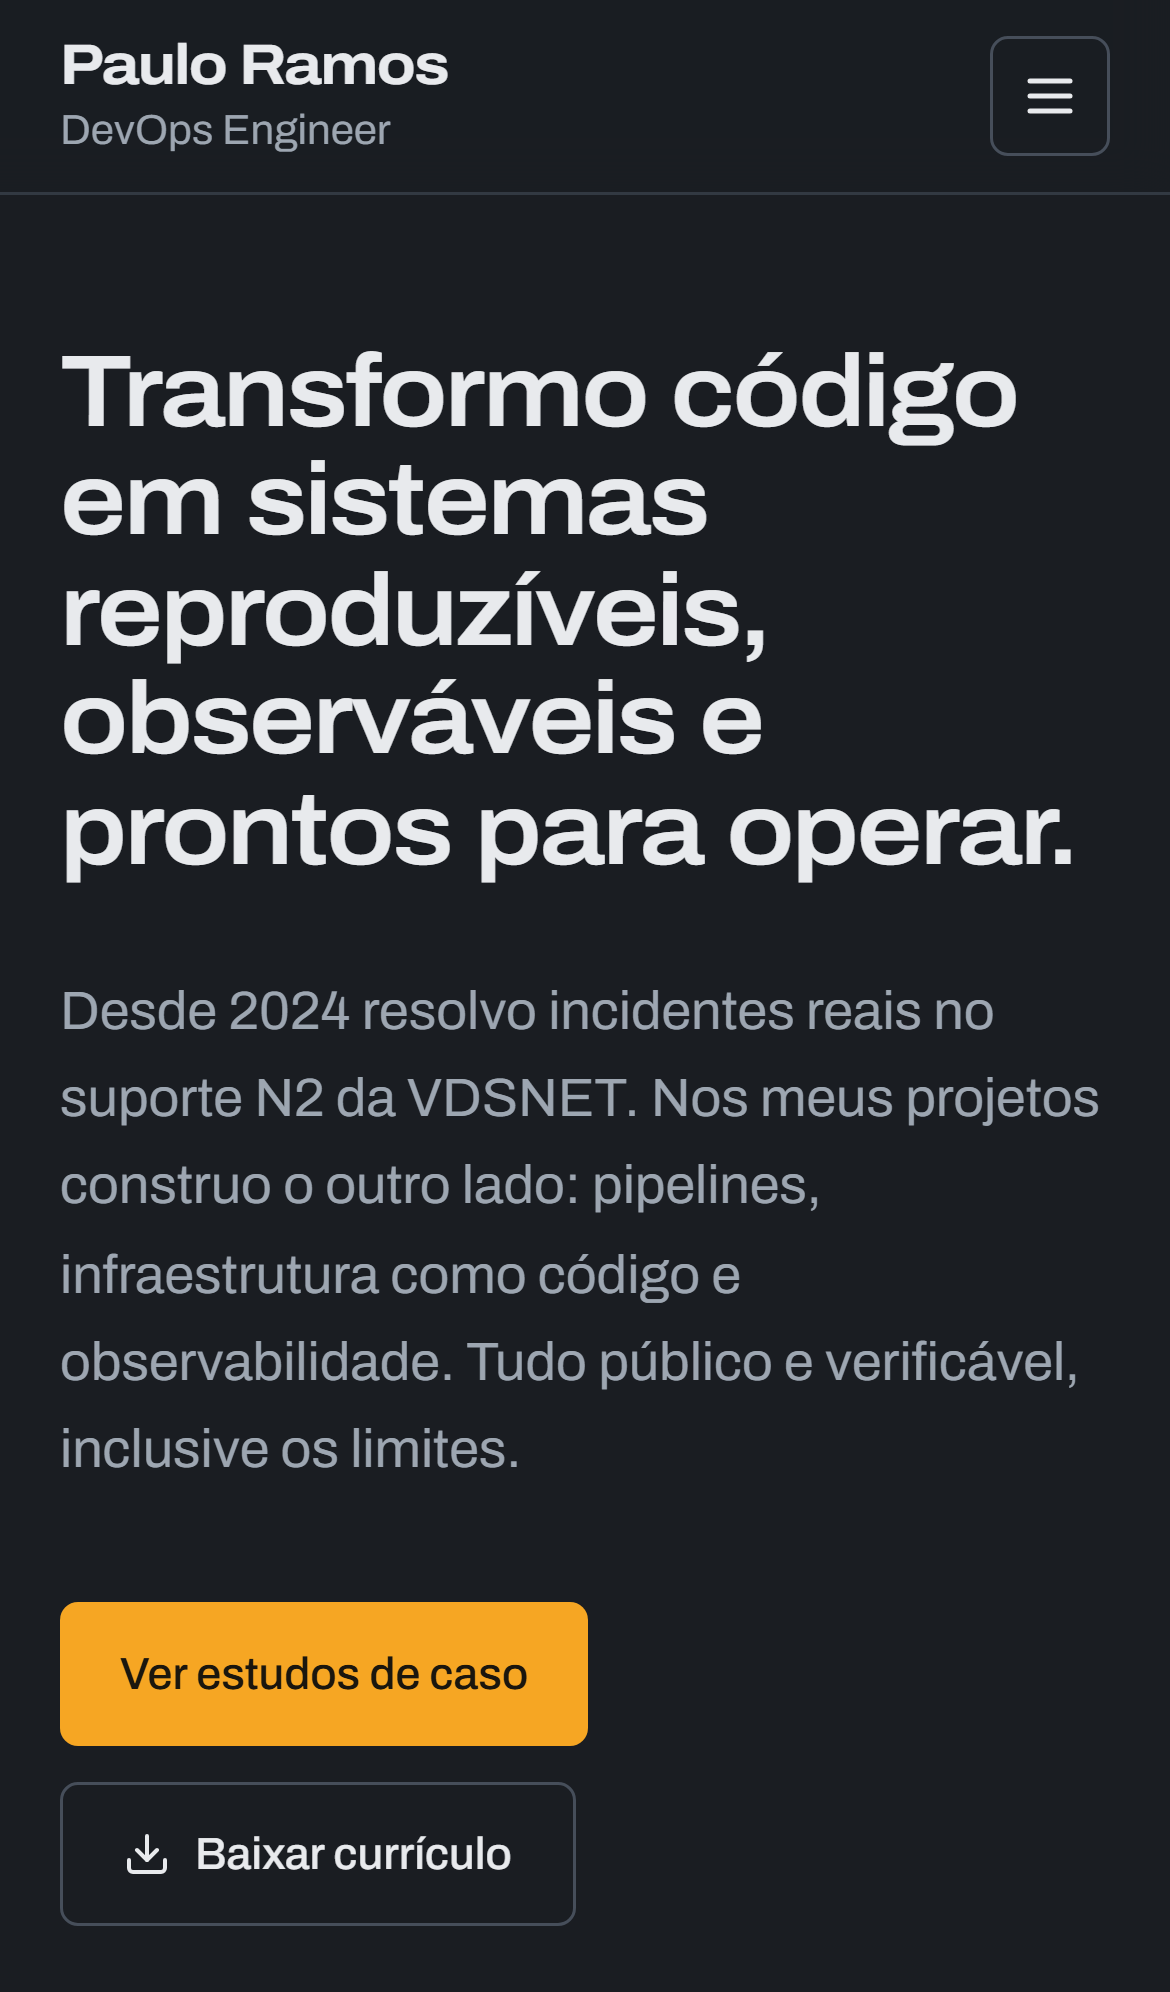 Paulo Ramos
DevOps Engineer
Transformo código
em sistemas
reproduzíveis,
observáveis e
prontos para operar.
Desde 2024 resolvo incidentes reais no
suporte N2 da VDSNET. Nos meus projetos
construo o outro lado: pipelines,
infraestrutura como código e
observabilidade. Tudo público e verificável,
inclusive os limites.
Ver estudos de caso
Baixar currículo